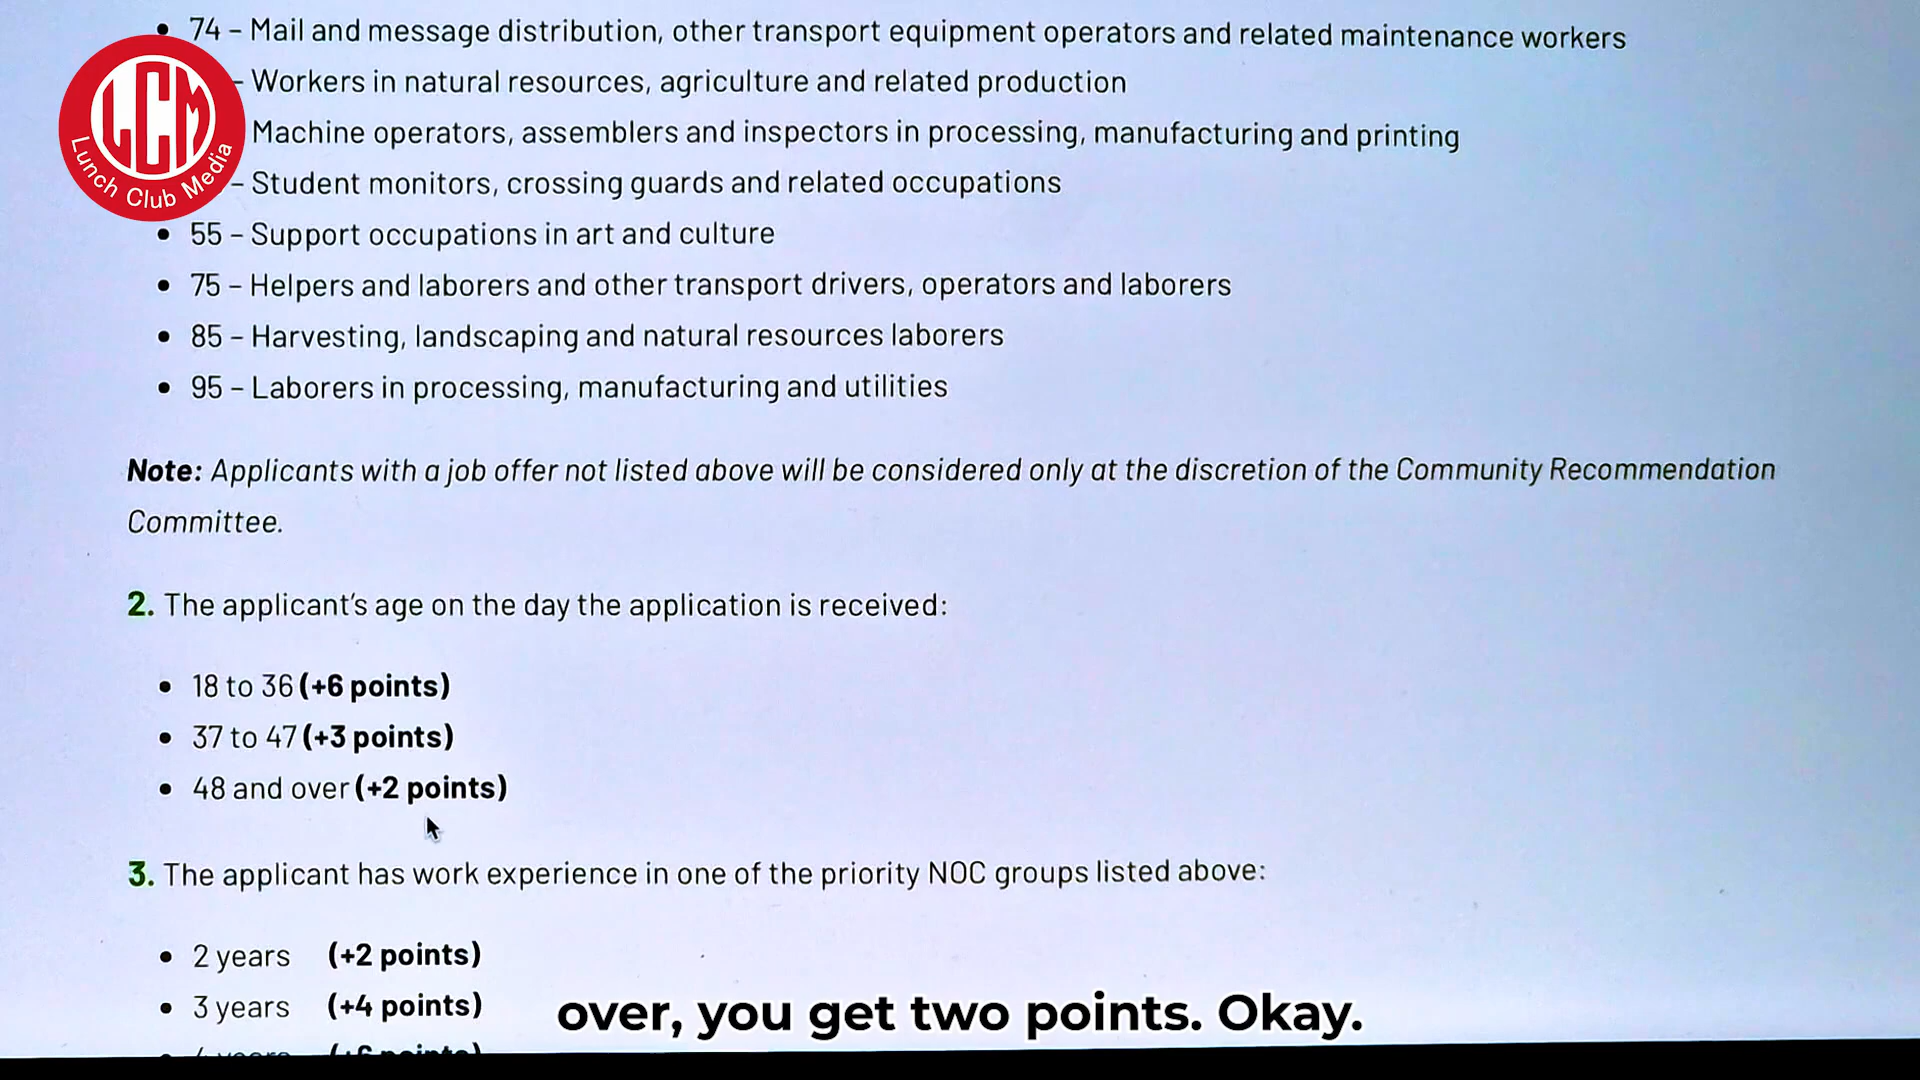 • 74 – Mail and message distribution, other transport equipment operators and related maintenance workers
– Workers in natural resources, agriculture and related production
Machine operators, assemblers and inspectors in processing, manufacturing and printing
– Student monitors, crossing guards and related occupations
LCM
Lunch Club Media
• 55 – Support occupations in art and culture
• 75 – Helpers and laborers and other transport drivers, operators and laborers
• 85 – Harvesting, landscaping and natural resources laborers
• 95 – Laborers in processing, manufacturing and utilities
Note: Applicants with a job offer not listed above will be considered only at the discretion of the Community Recommendation
Committee.
2. The applicant's age on the day the application is received:
• 18 to 36 (+6 points)
• 37 to 47 (+3 points)
• 48 and over (+2 points)
3. The applicant has work experience in one of the priority NOC groups listed above:
• 2 years (+2 points)
• 3 years (+4 points)
over, you get two points. Okay.